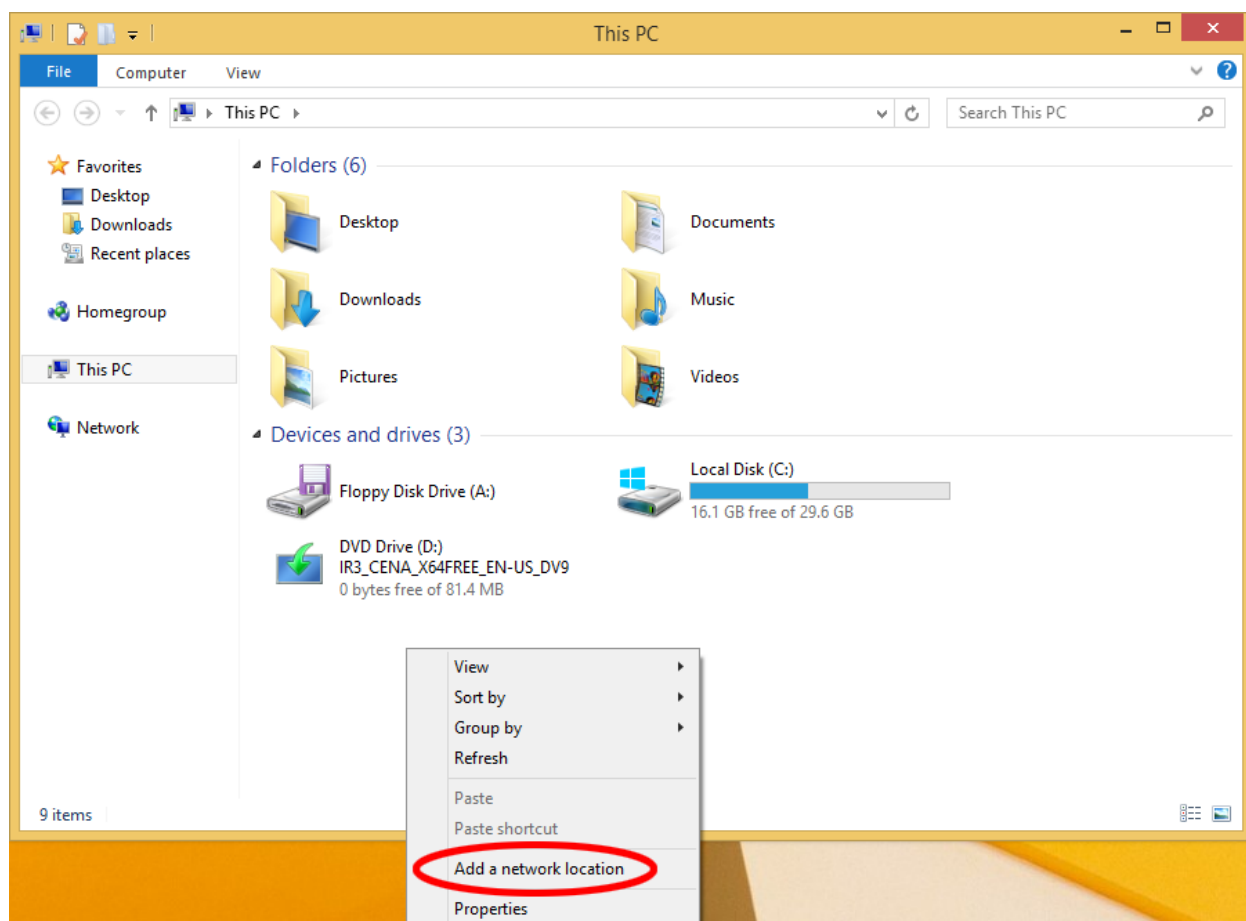 This PC
File Computer View
This PC
Search This PC
Favorites
Desktop
Downloads
Recent places
Homegroup
This PC
Network
Folders (6)
Desktop
Documents
Downloads
Music
Pictures
Videos
Devices and drives (3)
Floppy Disk Drive (A:)
Local Disk (C:)
16.1 GB free of 29.6 GB
DVD Drive (D:)
IR3_CENA_X64FREE_EN-US_DV9
0 bytes free of 81.4 MB
View
Sort by
Group by
Refresh
Paste
Paste shortcut
Add a network location
Properties
9 items